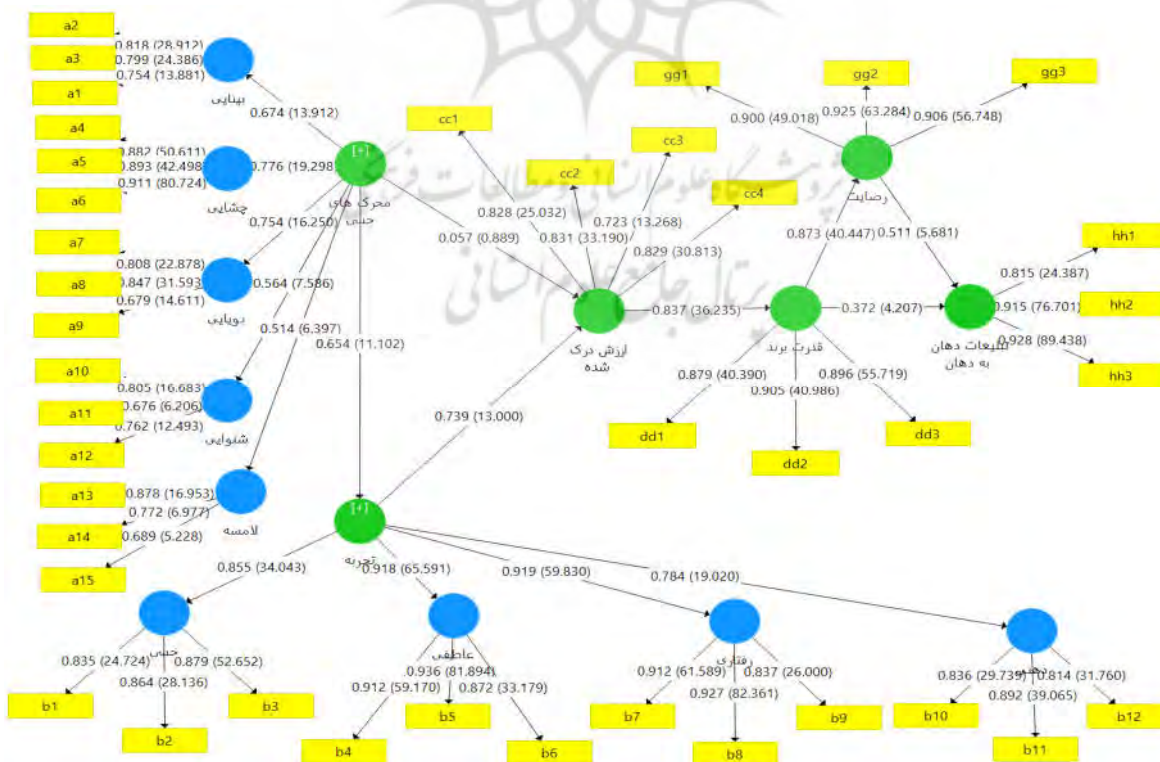 a2
0.818 (28.912)
a3
0.799 (24.386)
0.754 (13.881)
a1
بینایی
0.674 (13.912)
a4
0.882 (50.611)
a5
0.893 (42.498)
0.911 (80.724)
a6
چشایی
0.776 (19.298)
[+]
محرک های
حسی
0.754 (16.250)
a7
0.808 (22.878)
a8
0.847 (31.593)
0.679 (14.611)
a9
بویایی
0.564 (7.586)
0.514 (6.397)
0.654 (11.102)
a10
0.805 (16.683)
a11
0.676 (6.206)
0.762 (12.493)
a12
شنوایی
a13
0.878 (16.953)
0.772 (6.977)
a14
0.689 (5.228)
a15
لامسه
cc1
cc2
cc3
cc4
0.828 (25.032)
0.831 (33.190)
0.723 (13.268)
0.829 (30.813)
0.057 (0.889)
ارزش درک
شده
0.739 (13.000)
0.837 (36.235)
gg1
gg2
gg3
0.900 (49.018)
0.925 (63.284)
0.906 (56.748)
رضایت
0.873 (40.447)
0.511 (5.681)
0.372 (4.207)
قدرت برند
0.879 (40.390)
0.905 (40.986)
0.896 (55.719)
dd1
dd2
dd3
تبلیغات دهان
به دهان
hh1
0.815 (24.387)
0.915 (76.701)
hh2
0.928 (89.438)
hh3
[+]
تجربه
0.855 (34.043)
0.918 (65.591)
0.919 (59.830)
0.784 (19.020)
حسی
0.835 (24.724)
0.879 (52.652)
0.864 (28.136)
b1
b2
b3
عاطفی
0.936 (81.894)
0.912 (59.170)
0.872 (33.179)
b4
b5
b6
رفتاری
0.912 (61.589)
0.837 (26.000)
0.927 (82.361)
b7
b8
b9
ذهنی
0.836 (29.739)
0.814 (31.760)
0.892 (39.065)
b10
b11
b12
پژوهشگاه علوم انسانی و مطالعات فرهنگی
پرتال جامع علوم انسانی